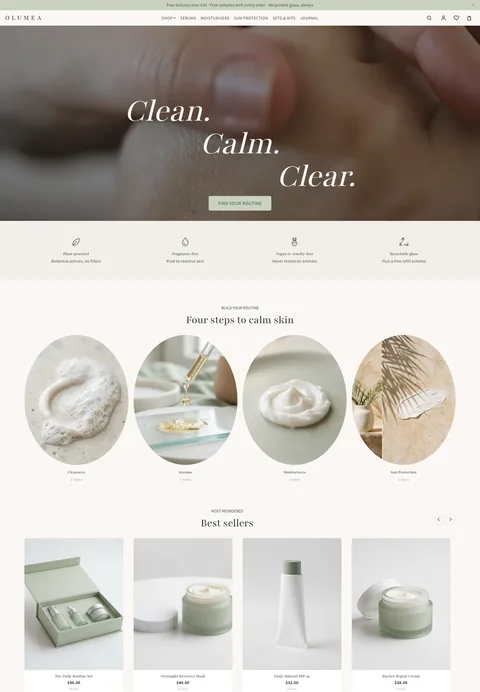 Free delivery over $35 · Free samples with every order · Recyclable glass, always
OLUMEA
SHOP SERUMS MOISTURISERS SUN PROTECTION SETS & KITS JOURNAL
Clean.
Calm.
Clear.
FIND YOUR ROUTINE
Plant-powered
Botanical actives, no fillers
Fragrance-free
Kind to reactive skin
Vegan & cruelty-free
Never tested on animals
Recyclable glass
Plus a free refill scheme
BUILD YOUR ROUTINE
Four steps to calm skin
Cleansers
Serums
Moisturisers
Sun Protection
MOST REORDERED
Best sellers
The Daily Routine Set
$96.00
Overnight Recovery Mask
$40.00
Daily Mineral SPF 40
$32.00
Barrier Repair Cream
$38.00